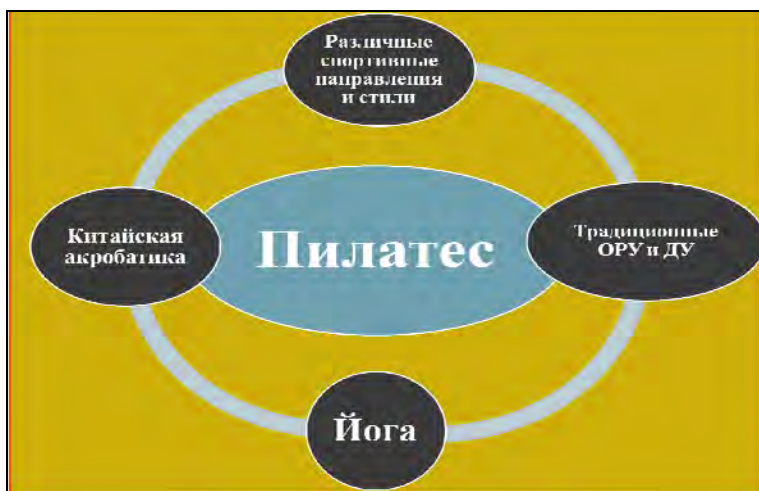 Различные
спортивные
направления
и стили
Китайская
акробатика
Пилатес
Традиционные
ОРУ и ДУ
Йога